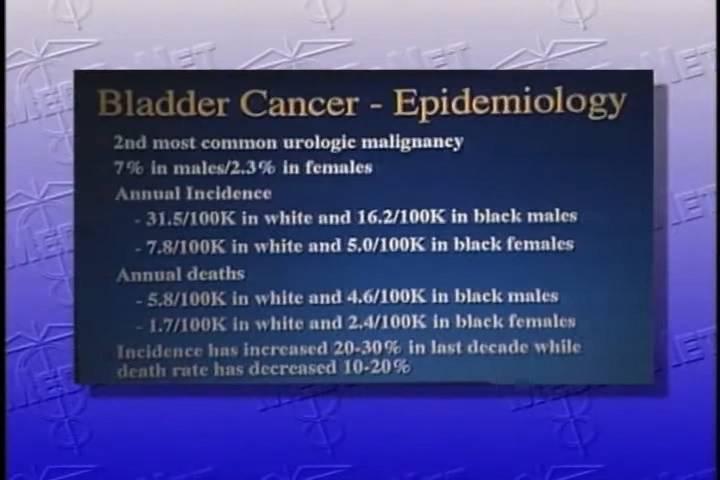 Bladder Cancer - Epidemiology
2nd most common urologic malignancy
7% in males/2.3% in females
Annual Incidence
- 31.5/100K in white and 16.2/100K in black males
- 7.8/100K in white and 5.0/100K in black females
Annual deaths
- 5.8/100K in white and 4.6/100K in black males
- 1.7/100K in white and 2.4/100K in black females
Incidence has increased 20-30% in last decade while
death rate has decreased 10-20%